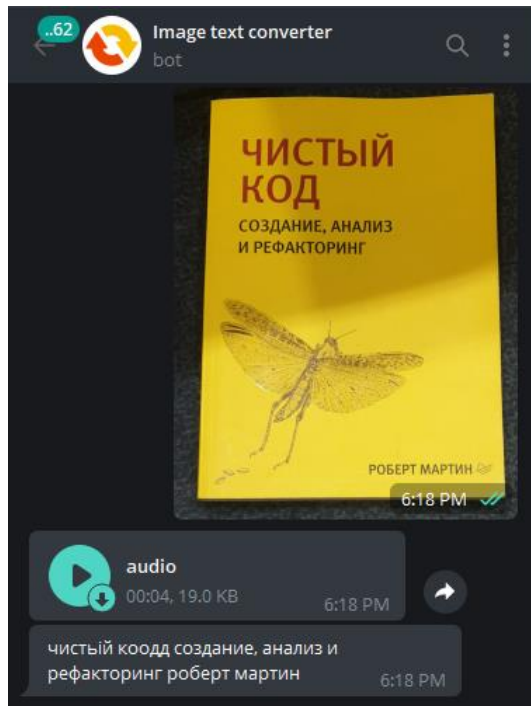 ..62
Image text converter
bot
ЧИСТЫЙ
КОД
СОЗДАНИЕ, АНАЛИЗ
И РЕФАКТОРИНГ
РОБЕРТ МАРТИН
6:18 PM
audio
00:04, 19.0 KB
6:18 PM
чистый коодд создание, анализ и
рефакторинг роберт мартин
6:18 PM